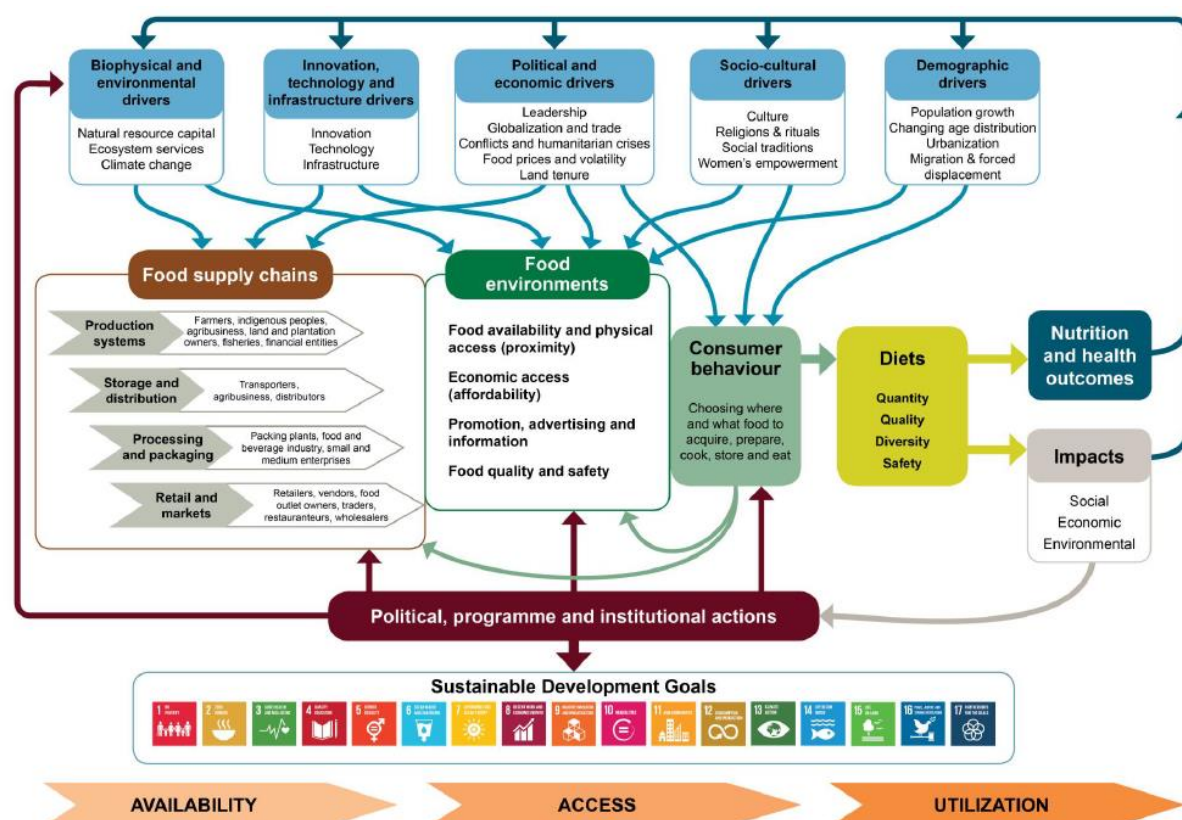 Biophysical and
environmental
drivers
Natural resource capital
Ecosystem services
Climate change
Innovation,
technology and
infrastructure drivers
Innovation
Technology
Infrastructure
Political and
economic drivers
Leadership
Globalization and trade
Conflicts and humanitarian crises
Food prices and volatility
Land tenure
Socio-cultural
drivers
Culture
Religions & rituals
Social traditions
Women's empowerment
Demographic
drivers
Population growth
Changing age distribution
Urbanization
Migration & forced
displacement
Food supply chains
Production
systems
Farmers, indigenous peoples,
agribusiness, land and plantation
owners, fisheries, financial entities
Storage and
distribution
Transporters,
agribusiness, distributors
Processing
and packaging
Packing plants, food and
beverage industry, small and
medium enterprises
Retail and
markets
Retailers, vendors, food
outlet owners, traders,
restauranteurs, wholesalers
Food
environments
Food availability and physical
access (proximity)
Economic access
(affordability)
Promotion, advertising and
information
Food quality and safety
Consumer
behaviour
Choosing where
and what food to
acquire, prepare,
cook, store and eat
Diets
Quantity
Quality
Diversity
Safety
Nutrition
and health
outcomes
Impacts
Social
Economic
Environmental
Political, programme and institutional actions
Sustainable Development Goals
1
2
3
4
5
6
7
8
9
10
11
12
13
14
15
16
17
AVAILABILITY
ACCESS
UTILIZATION